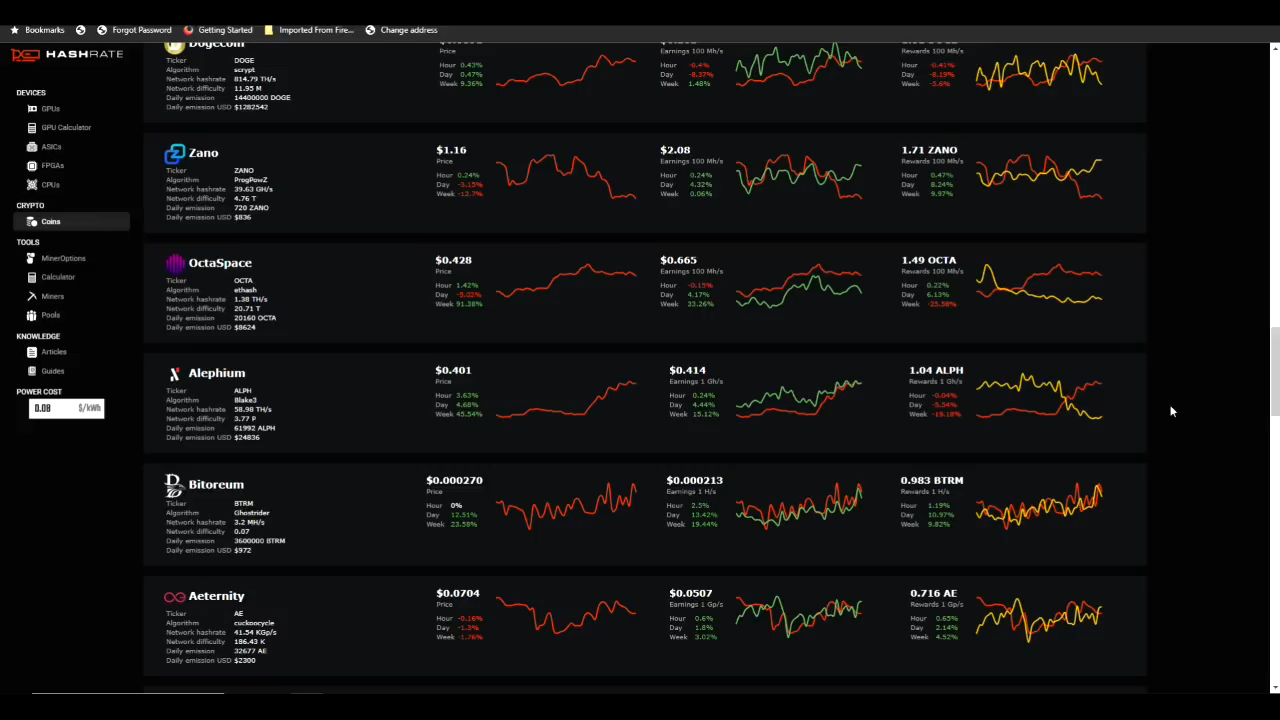 Bookmarks Forgot Password Getting Started Imported From Fire... Change address
HASHRATE
DEVICES
GPUs
GPU Calculator
ASICs
FPGAs
CPUs
CRYPTO
Coins
TOOLS
MinerOptions
Calculator
Miners
Pools
KNOWLEDGE
Articles
Guides
POWER COST
0.08 $/kWh
Dogecoin
Ticker DOGE
Algorithm scrypt
Network hashrate 814.79 TH/s
Network difficulty 11.95 M
Daily emission 14400000 DOGE
Daily emission USD $1282542
Price
Hour 0.43%
Day 0.47%
Week 9.36%
Earnings 100 Mh/s
Hour -0.4%
Day -8.37%
Week 1.48%
Rewards 100 Mh/s
Hour -0.41%
Day -8.19%
Week -5.6%
Zano
Ticker ZANO
Algorithm ProgPowZ
Network hashrate 39.63 GH/s
Network difficulty 4.76 T
Daily emission 720 ZANO
Daily emission USD $836
$1.16
Price
Hour 0.24%
Day -3.15%
Week -12.7%
$2.08
Earnings 100 Mh/s
Hour 0.24%
Day 4.32%
Week 0.06%
1.71 ZANO
Rewards 100 Mh/s
Hour 0.47%
Day 8.24%
Week 9.97%
OctaSpace
Ticker OCTA
Algorithm ethash
Network hashrate 1.38 TH/s
Network difficulty 20.71 T
Daily emission 20160 OCTA
Daily emission USD $8624
$0.428
Price
Hour 1.42%
Day -5.02%
Week 91.38%
$0.665
Earnings 100 Mh/s
Hour -0.15%
Day 4.17%
Week 33.26%
1.49 OCTA
Rewards 100 Mh/s
Hour 0.22%
Day 6.13%
Week -25.58%
Alephium
Ticker ALPH
Algorithm Blake3
Network hashrate 58.98 TH/s
Network difficulty 3.77 P
Daily emission 61992 ALPH
Daily emission USD $24836
$0.401
Price
Hour 3.63%
Day 4.68%
Week 45.54%
$0.414
Earnings 1 Gh/s
Hour 0.24%
Day 4.44%
Week 15.12%
1.04 ALPH
Rewards 1 Gh/s
Hour -0.04%
Day -5.54%
Week -19.18%
Bitoreum
Ticker BTRM
Algorithm Ghostrider
Network hashrate 3.2 MH/s
Network difficulty 0.07
Daily emission 3600000 BTRM
Daily emission USD $972
$0.000270
Price
Hour 0%
Day 12.51%
Week 23.58%
$0.000213
Earnings 1 H/s
Hour 2.5%
Day 13.42%
Week 19.44%
0.983 BTRM
Rewards 1 H/s
Hour 1.19%
Day 10.97%
Week 9.82%
Aeternity
Ticker AE
Algorithm cuckoocycle
Network hashrate 41.54 KGp/s
Network difficulty 186.43 K
Daily emission 32677 AE
Daily emission USD $2300
$0.0704
Price
Hour -0.16%
Day -1.3%
Week -1.76%
$0.0507
Earnings 1 Gp/s
Hour 0.6%
Day 1.8%
Week 3.02%
0.716 AE
Rewards 1 Gp/s
Hour 0.65%
Day 2.14%
Week 4.52%